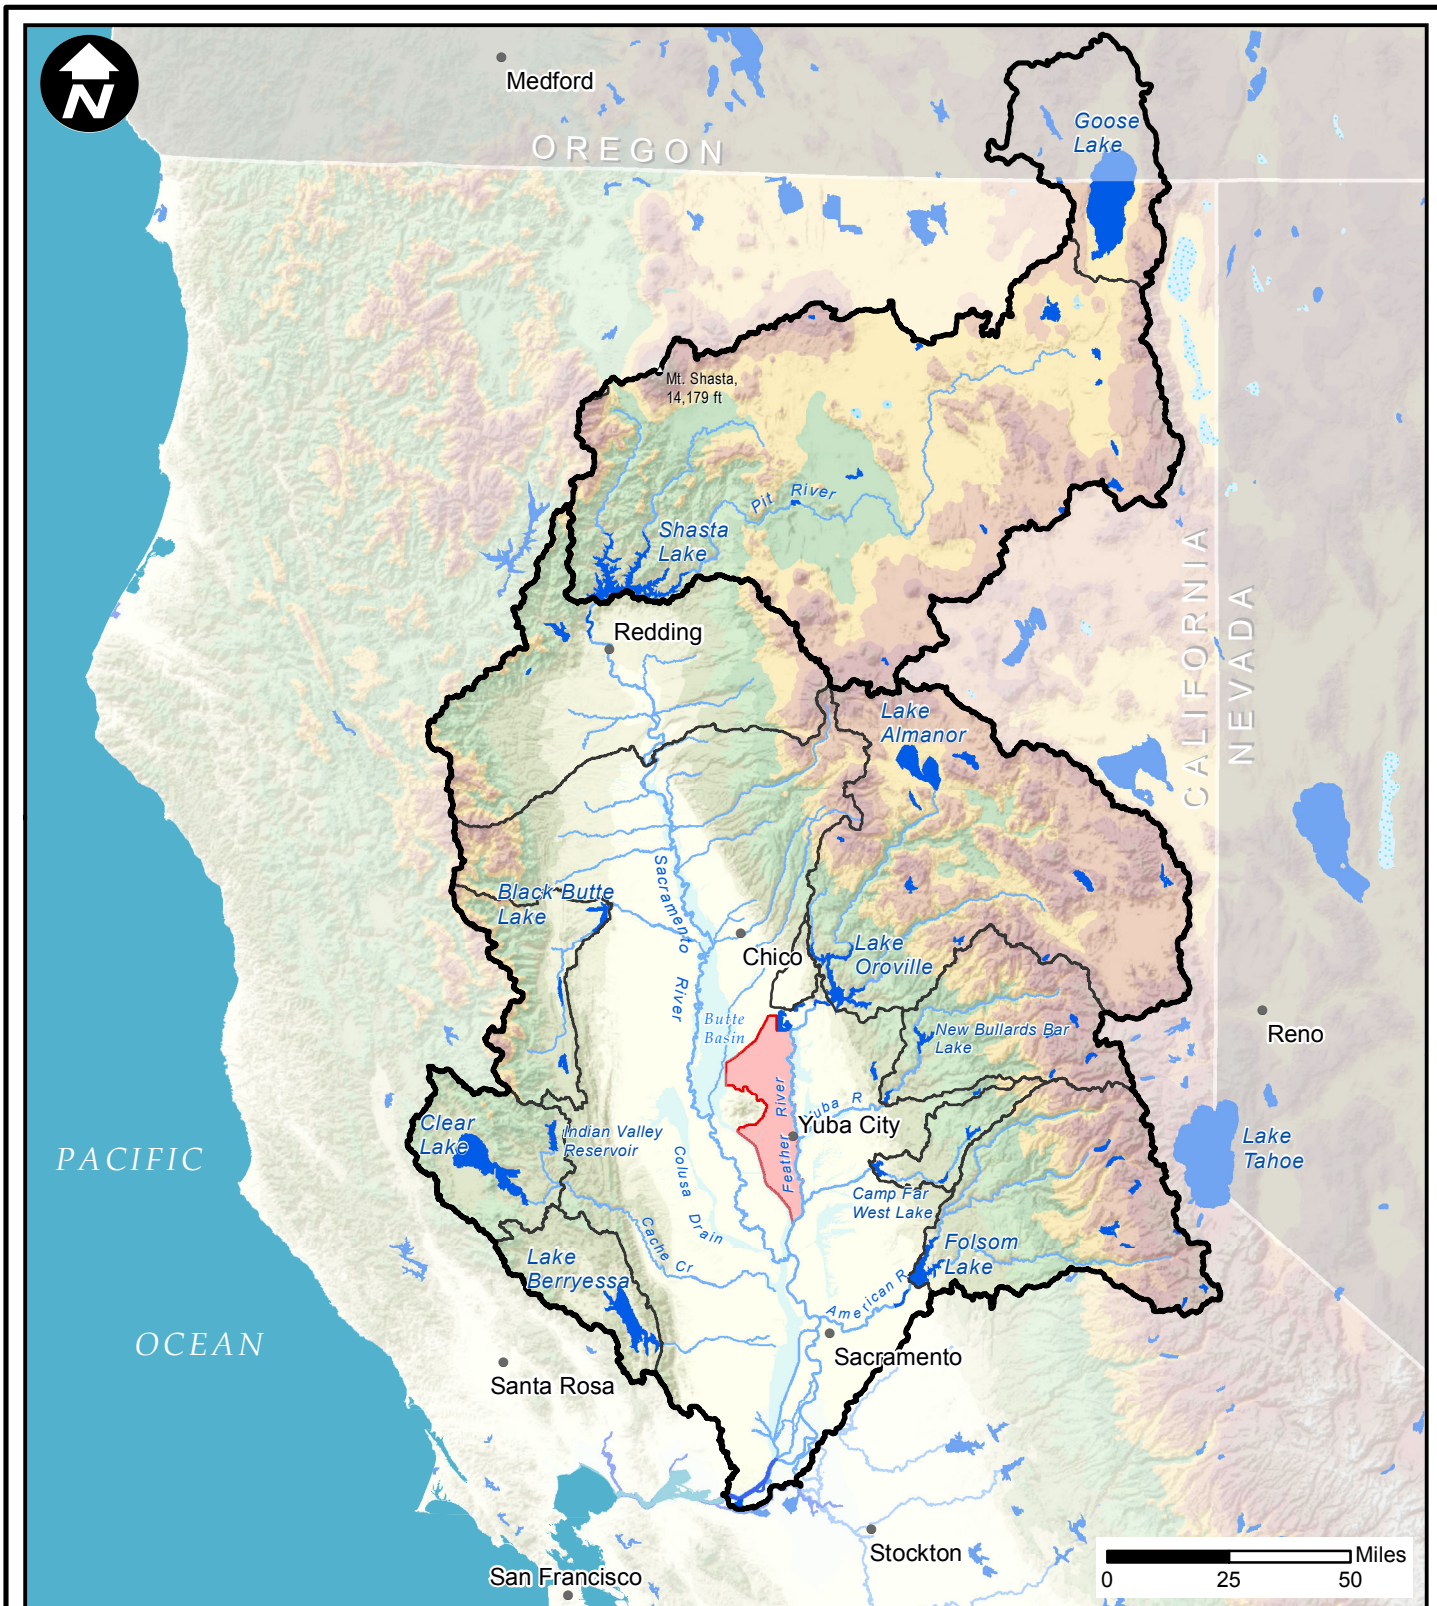 N
Medford
OREGON
Goose
Lake
Mt. Shasta,
14,179 ft
Pit River
Shasta
Lake
CALIFORNIA
NEVADA
Redding
Lake
Almanor
Sacramento River
Black Butte
Lake
Chico
Lake
Oroville
Butte
Basin
New Bullards Bar
Lake
Reno
Feather River
Yuba R
Yuba City
Clear
Lake
Indian Valley
Reservoir
Lake
Tahoe
PACIFIC
Colusa Drain
Camp Far
West Lake
Cache Cr
Folsom
Lake
Lake
Berryessa
American R
OCEAN
Sacramento
Santa Rosa
Stockton
San Francisco
Miles
0 25 50